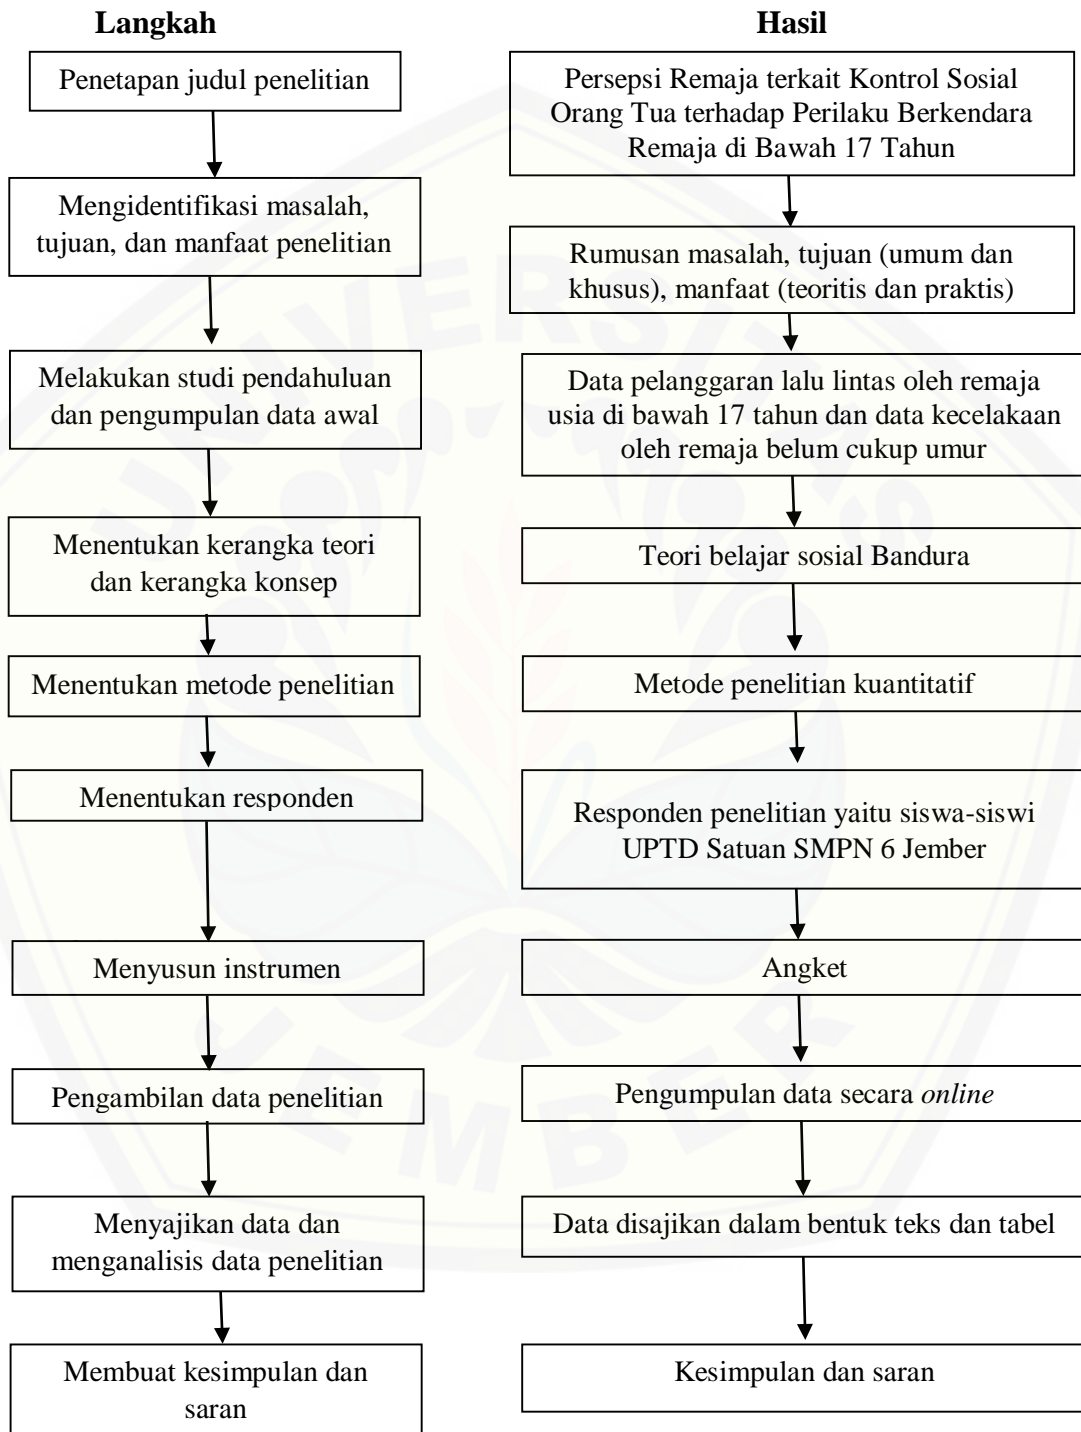 Langkah
Hasil
Penetapan judul penelitian
Persepsi Remaja terkait Kontrol Sosial
Orang Tua terhadap Perilaku Berkendara
Remaja di Bawah 17 Tahun
Mengidentifikasi masalah,
tujuan, dan manfaat penelitian
Rumusan masalah, tujuan (umum dan
khusus), manfaat (teoritis dan praktis)
Melakukan studi pendahuluan
dan pengumpulan data awal
Data pelanggaran lalu lintas oleh remaja
usia di bawah 17 tahun dan data kecelakaan
oleh remaja belum cukup umur
Menentukan kerangka teori
dan kerangka konsep
Teori belajar sosial Bandura
Menentukan metode penelitian
Metode penelitian kuantitatif
Menentukan responden
Responden penelitian yaitu siswa-siswi
UPTD Satuan SMPN 6 Jember
Menyusun instrumen
Angket
Pengambilan data penelitian
Pengumpulan data secara online
Menyajikan data dan
menganalisis data penelitian
Data disajikan dalam bentuk teks dan tabel
Membuat kesimpulan dan
saran
Kesimpulan dan saran
UNIVERSITAS
JEMBER